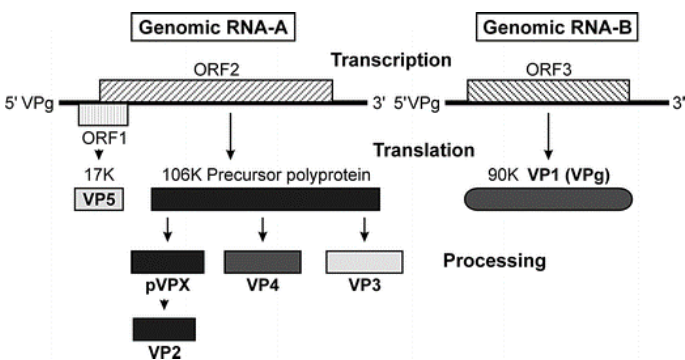 Genomic RNA-A
Genomic RNA-B
Transcription
ORF2
ORF3
5' VPg
3'
5'VPg
3'
ORF1
Translation
17K
106K Precursor polyprotein
90K VP1 (VPg)
VP5
Processing
pVPX
VP4
VP3
VP2